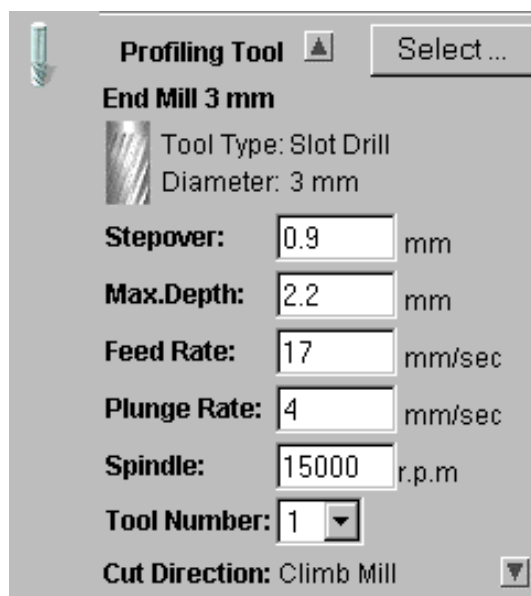 Profiling Tool Select ...
End Mill 3 mm
Tool Type: Slot Drill
Diameter: 3 mm
Stepover: 0.9 mm
Max.Depth: 2.2 mm
Feed Rate: 17 mm/sec
Plunge Rate: 4 mm/sec
Spindle: 15000 r.p.m
Tool Number: 1
Cut Direction: Climb Mill